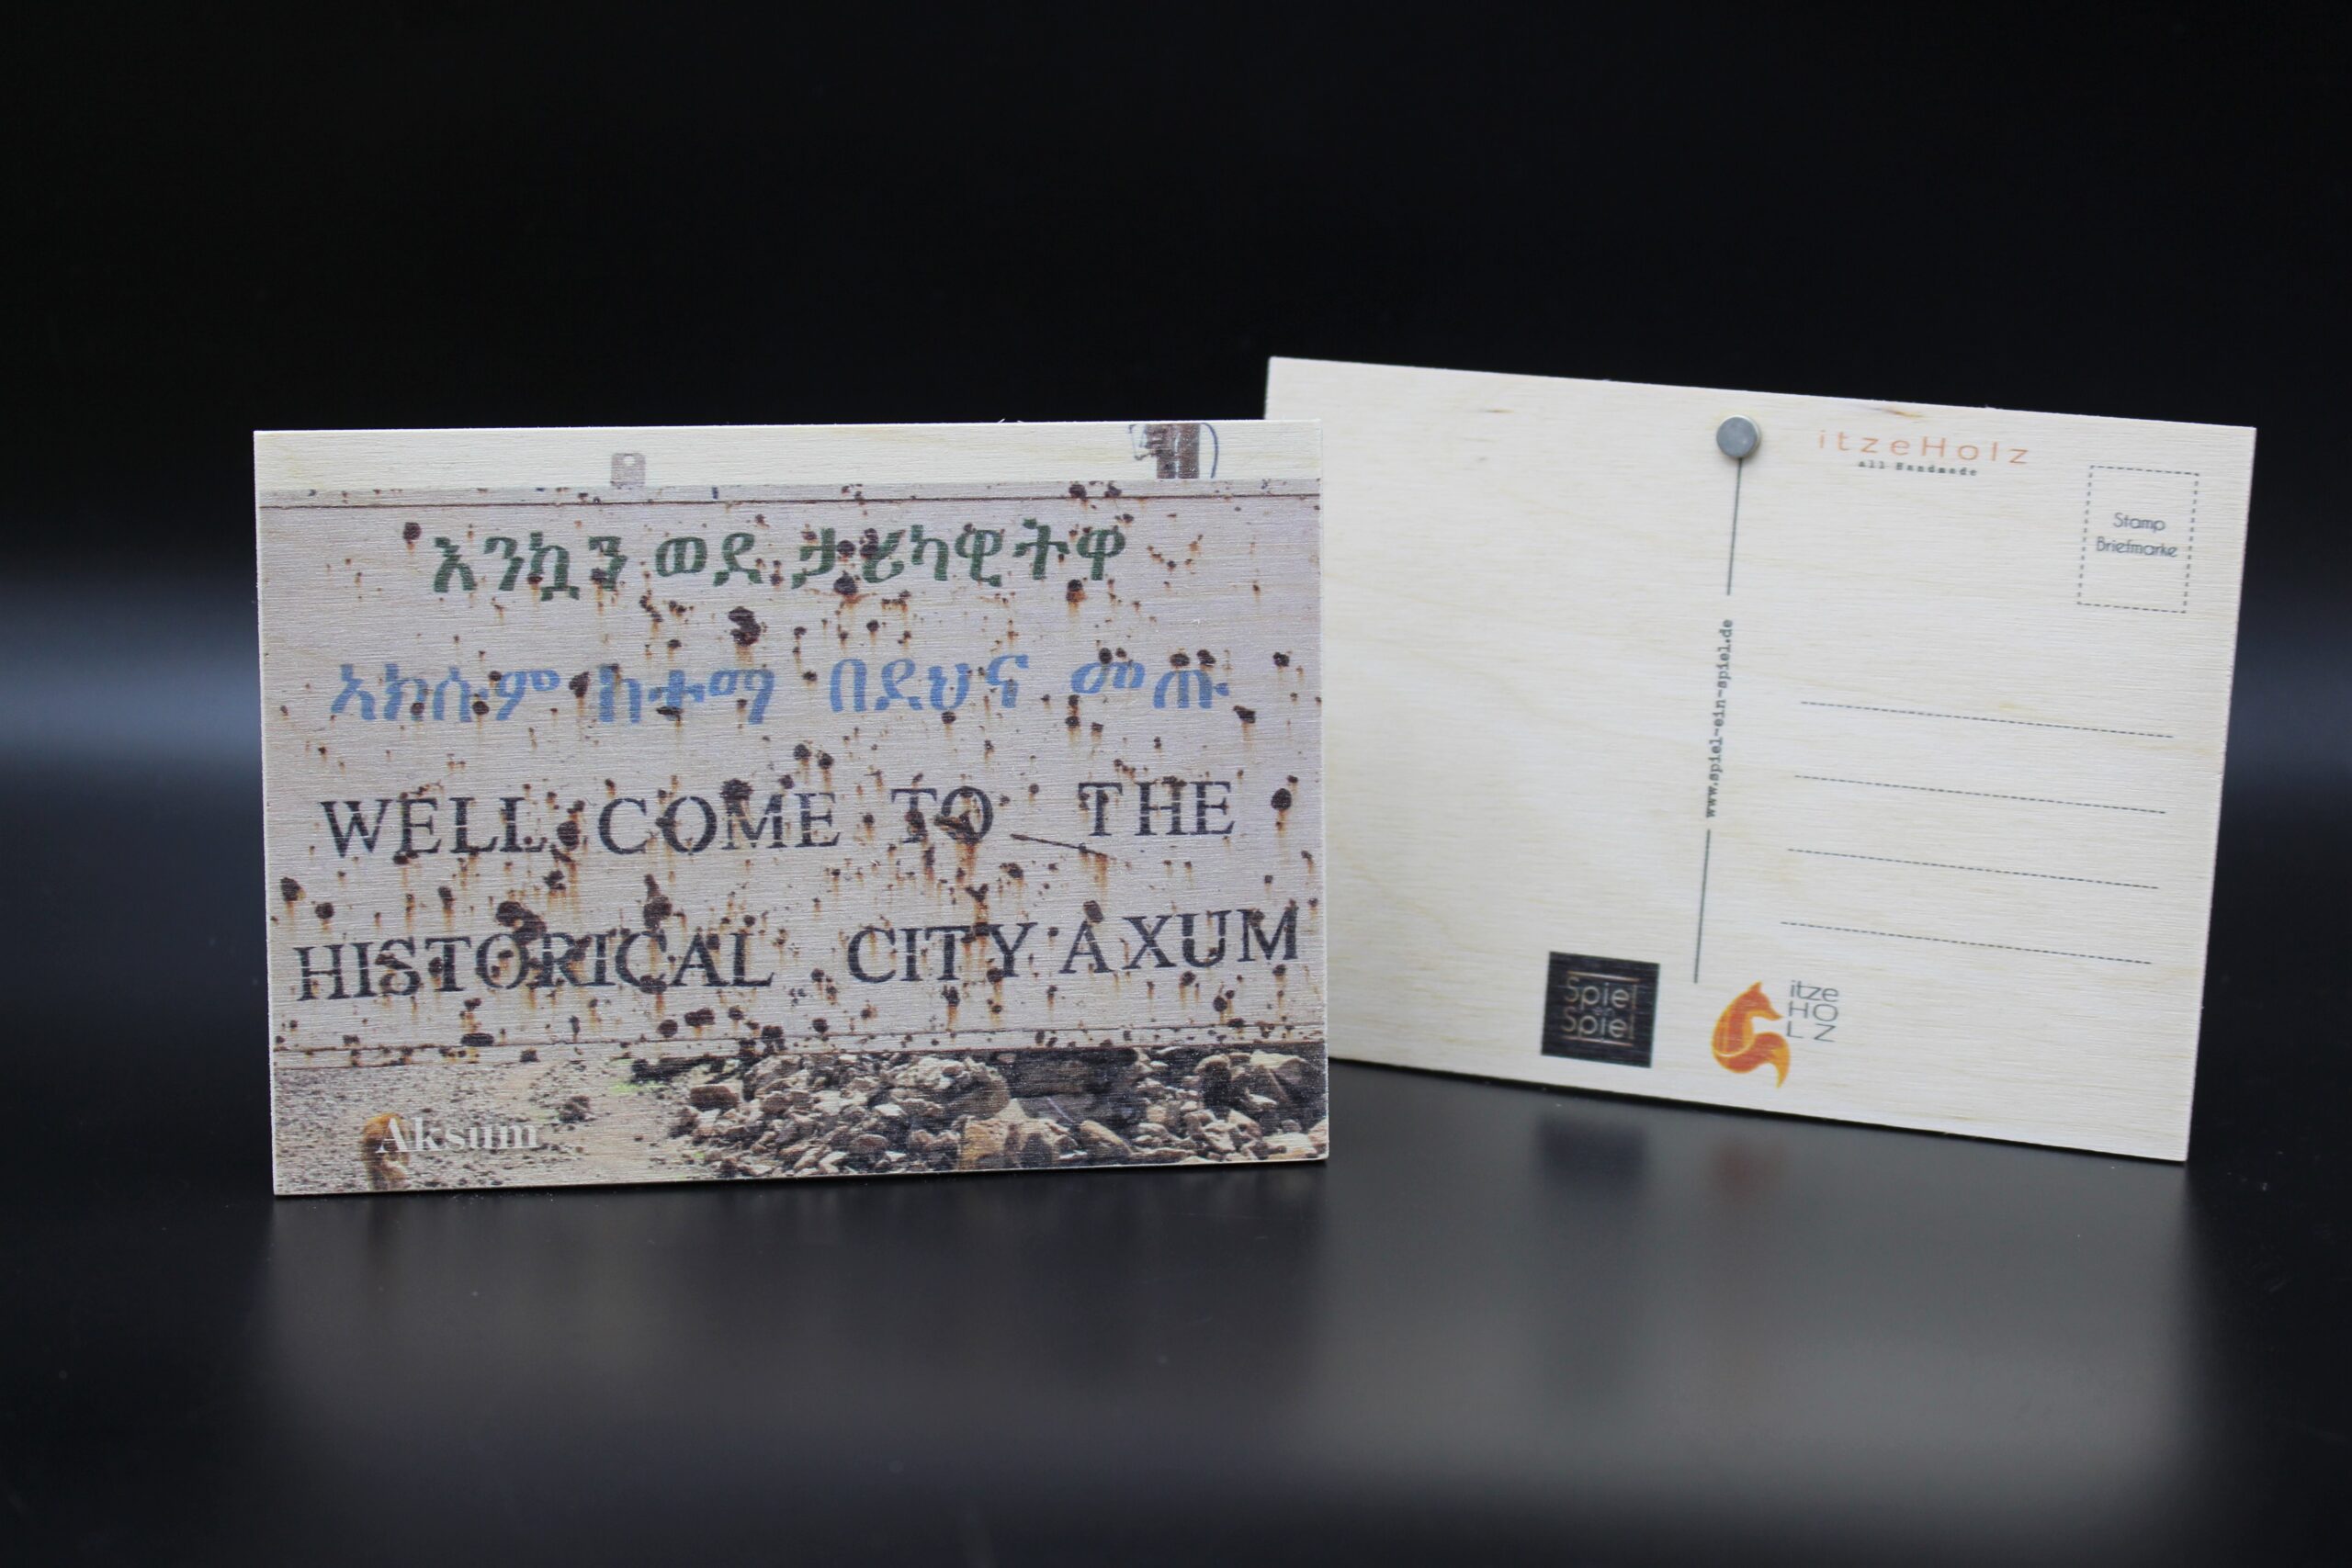 እንኳን ወደ ታሪካዊትዋ
አክሱም ከተማ በደህና መጡ
WELL COME TO THE
HISTORICAL CITY AXUM
Aksum
itzeHolz
all Handmade
Stamp
Briefmarke
www.spiel-ein-spiel.de
Spiel
ein
Spiel
itze
HO
L Z